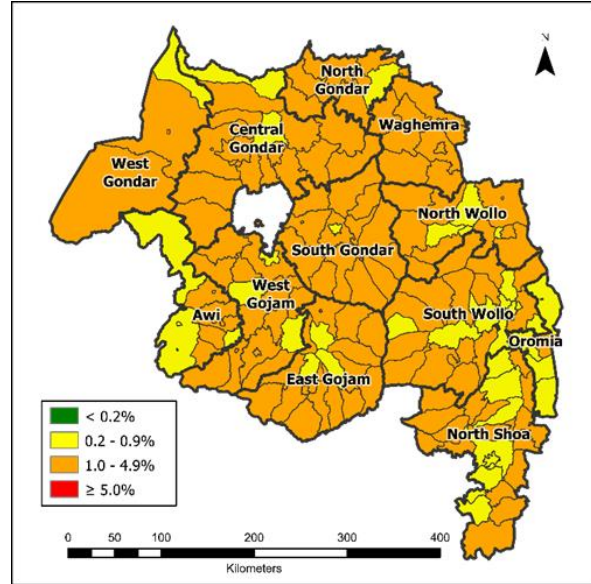 N
North
Gondar
Waghemra
Central
Gondar
West
Gondar
North Wollo
South Gondar
West
Gojam
Awi
South Wollo
Oromia
East Gojam
North Shoa
< 0.2%
0.2 - 0.9%
1.0 - 4.9%
≥ 5.0%
0 50 100 200 300 400
Kilometers